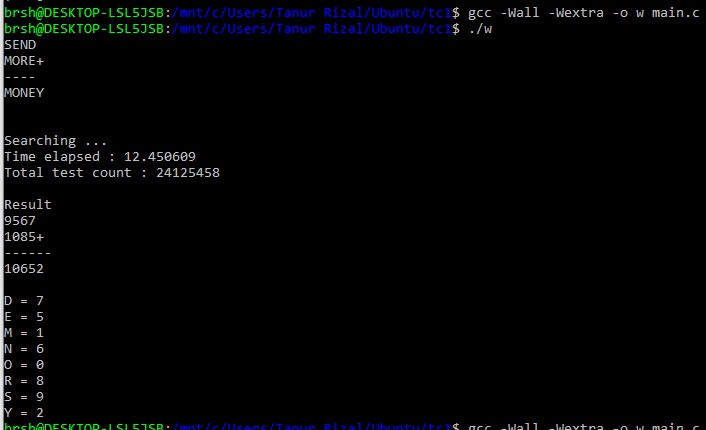 brsh@DESKTOP-LSL5JSB:/mnt/c/Users/Tanur Rizal/Ubuntu/tc1$ gcc -Wall -Wextra -o w main.c
brsh@DESKTOP-LSL5JSB:/mnt/c/Users/Tanur Rizal/Ubuntu/tc1$ ./w
SEND
MORE+
----
MONEY
Searching ...
Time elapsed : 12.450609
Total test count : 24125458
Result
9567
1085+
------
10652
D = 7
E = 5
M = 1
N = 6
O = 0
R = 8
S = 9
Y = 2
brsh@DESKTOP-LSL5JSB:/mnt/c/Users/Tanur Rizal/Ubuntu/tc1$ gcc -Wall -Wextra -o w main.c